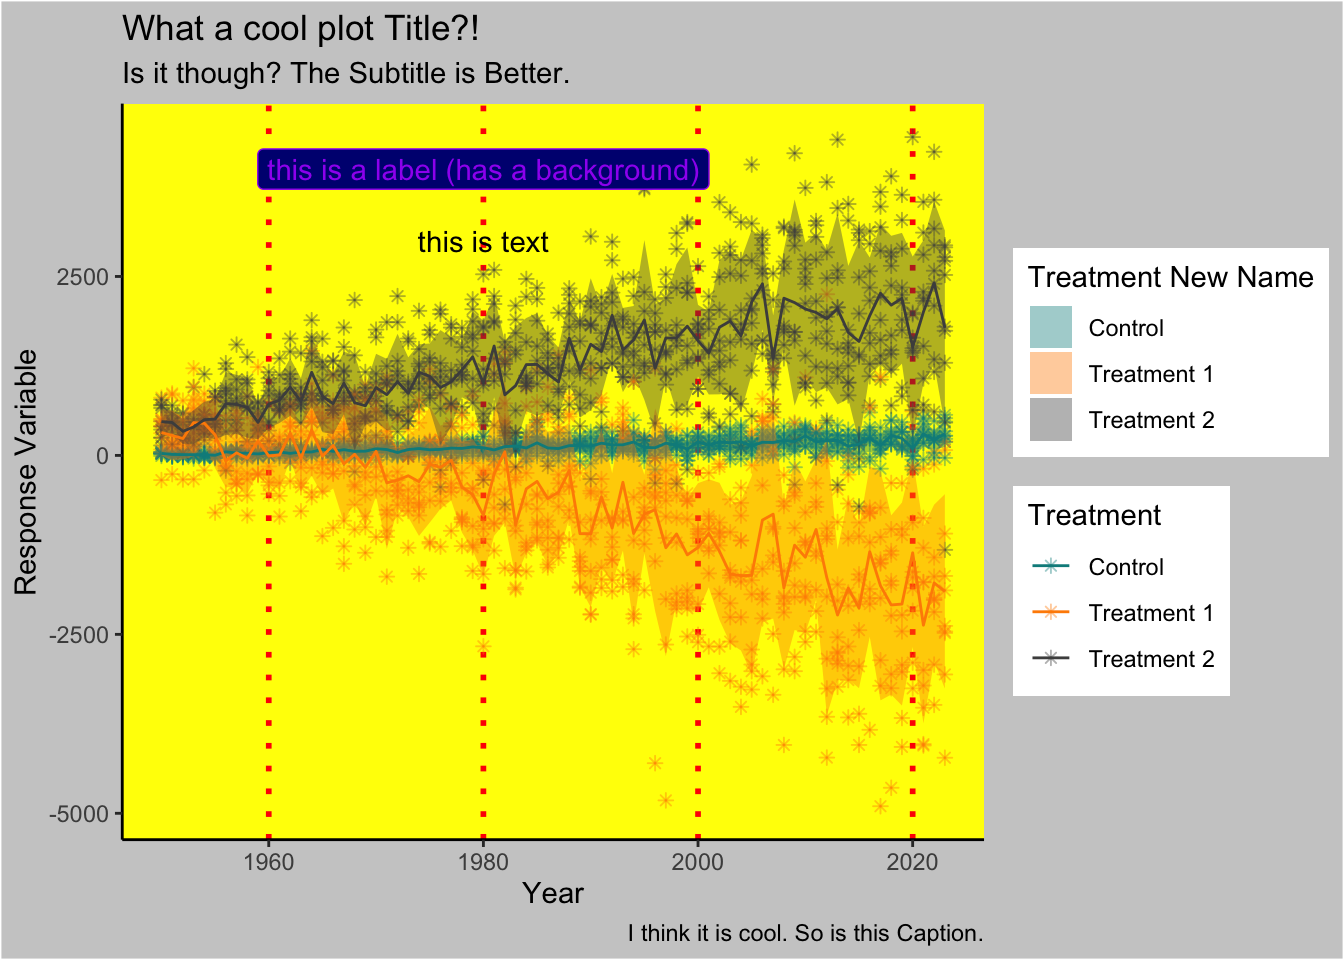 What a cool plot Title?!
Is it though? The Subtitle is Better.
this is a label (has a background)
this is text
Response Variable
2500
0
-2500
-5000
1960
1980
2000
2020
Year
I think it is cool. So is this Caption.
Treatment New Name
Control
Treatment 1
Treatment 2
Treatment
Control
Treatment 1
Treatment 2